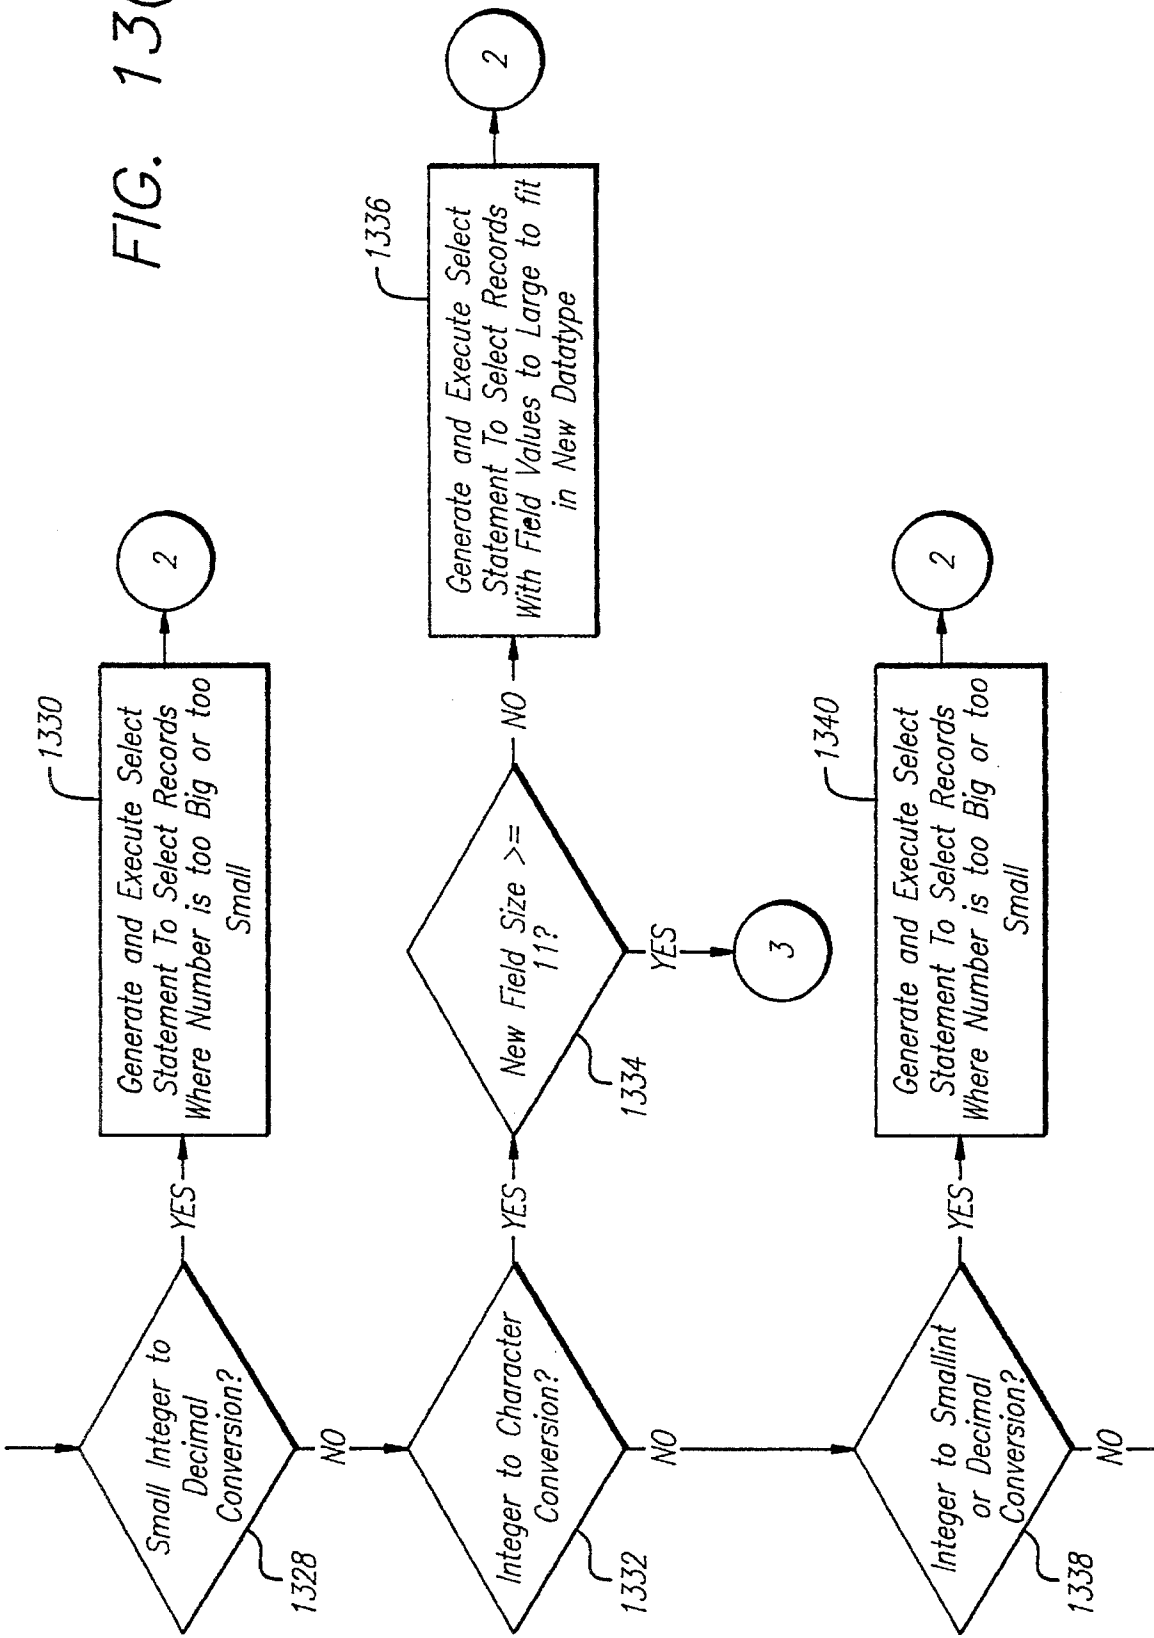 FIG. 13(
1328
Small Integer to
Decimal
Conversion?
YES
1330
Generate and Execute Select
Statement To Select Records
Where Number is too Big or too
Small
2
NO
1332
Integer to Character
Conversion?
YES
1334
New Field Size >=
11?
YES
3
NO
1336
Generate and Execute Select
Statement To Select Records
With Field Values to Large to fit
in New Datatype
2
NO
1338
Integer to Smallint
or Decimal
Conversion?
YES
1340
Generate and Execute Select
Statement To Select Records
Where Number is too Big or too
Small
2
NO